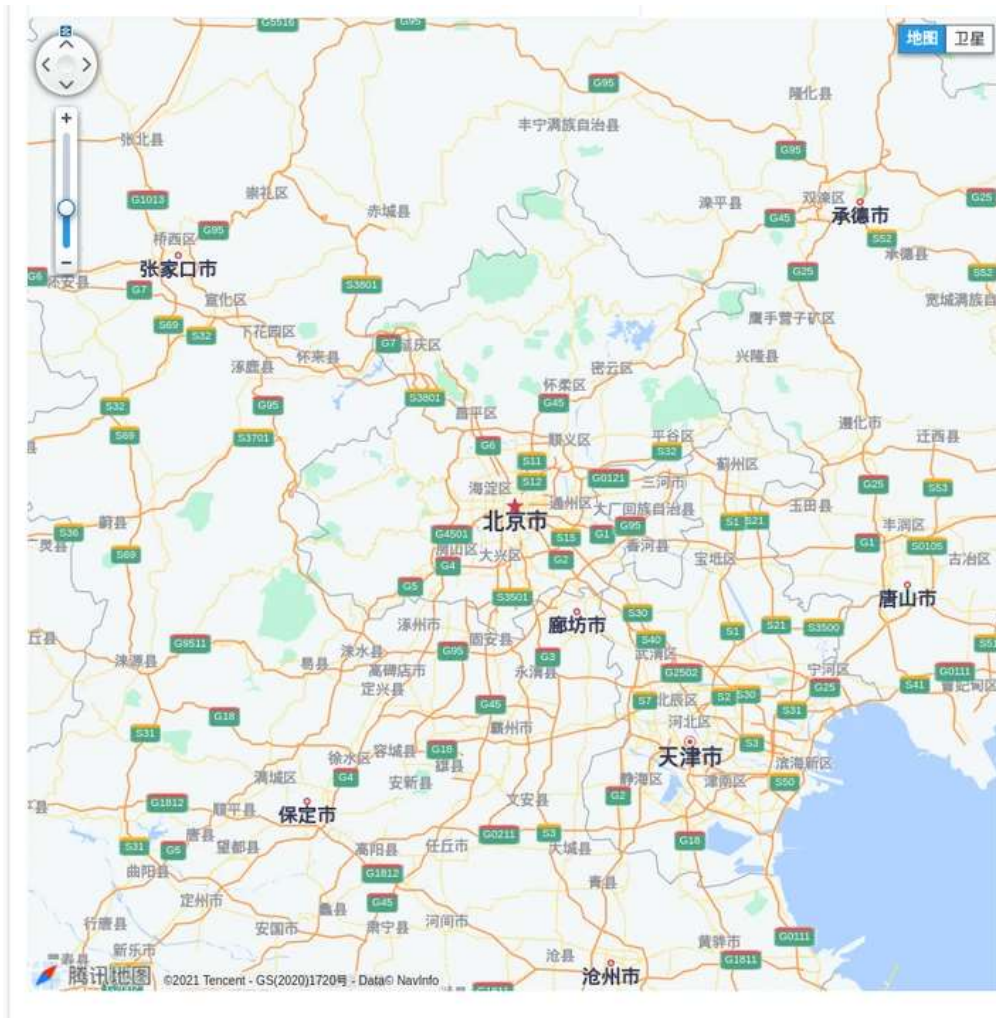 G5516
G95
北
地图
卫星
G95
隆化县
丰宁满族自治县
张北县
G95
G1013
崇礼区
滦平县
双滦区
G25
赤城县
G45
承德市
G95
桥西区
S52
承德县
张家口市
G6
怀安县
G25
S52
G7
S3801
宣化区
宽城满族自
S69
S32
下花园区
鹰手营子矿区
G7
延庆区
怀来县
兴隆县
涿鹿县
密云区
怀柔区
S32
G95
S3801
G45
昌平区
遵化市
S69
S3701
G6
顺义区
平谷区
迁西县
S32
S11
蓟州区
海淀区
S12
G0121
三河市
G25
S53
通州区
大厂回族自治县
玉田县
蔚县
北京市
S36
G4501
S15
G1
G95
S1
S21
丰润区
G1
S0105
广灵县
S69
房山区
大兴区
G2
香河县
宝坻区
古冶区
G4
G5
S3501
唐山市
涿州市
廊坊市
S30
S1
S21
S3500
固安县
S40
G9511
涞水县
G95
G3
武清区
涞源县
易县
高碑店市
永清县
G2502
宁河区
G0111
定兴县
G25
S41
曹妃甸区
G45
S7
北辰区
S2
S30
S31
G18
霸州市
河北区
S31
容城县
G18
S3
徐水区
雄县
天津市
滨海新区
满城区
G4
安新县
静海区
津南区
S50
G1812
顺平县
保定市
文安县
G2
唐县
G0211
S3
G18
S31
G5
望都县
高阳县
任丘市
大城县
曲阳县
G1812
青县
定州市
G45
蠡县
行唐县
安国市
肃宁县
河间市
G0111
新乐市
沧县
黄骅市
G1811
沧州市
腾讯地图
©2021 Tencent - GS(2020)1720号 - Data© NavInfo